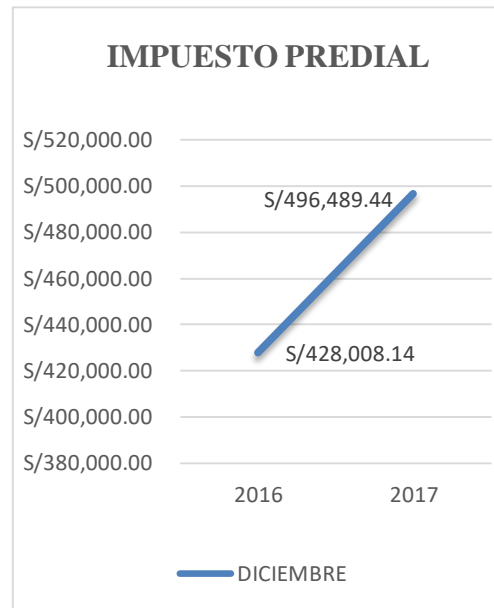 IMPUESTO PREDIAL
S/520,000.00
S/500,000.00
S/496,489.44
S/480,000.00
S/460,000.00
S/440,000.00
S/428,008.14
S/420,000.00
S/400,000.00
S/380,000.00
2016 2017
DICIEMBRE